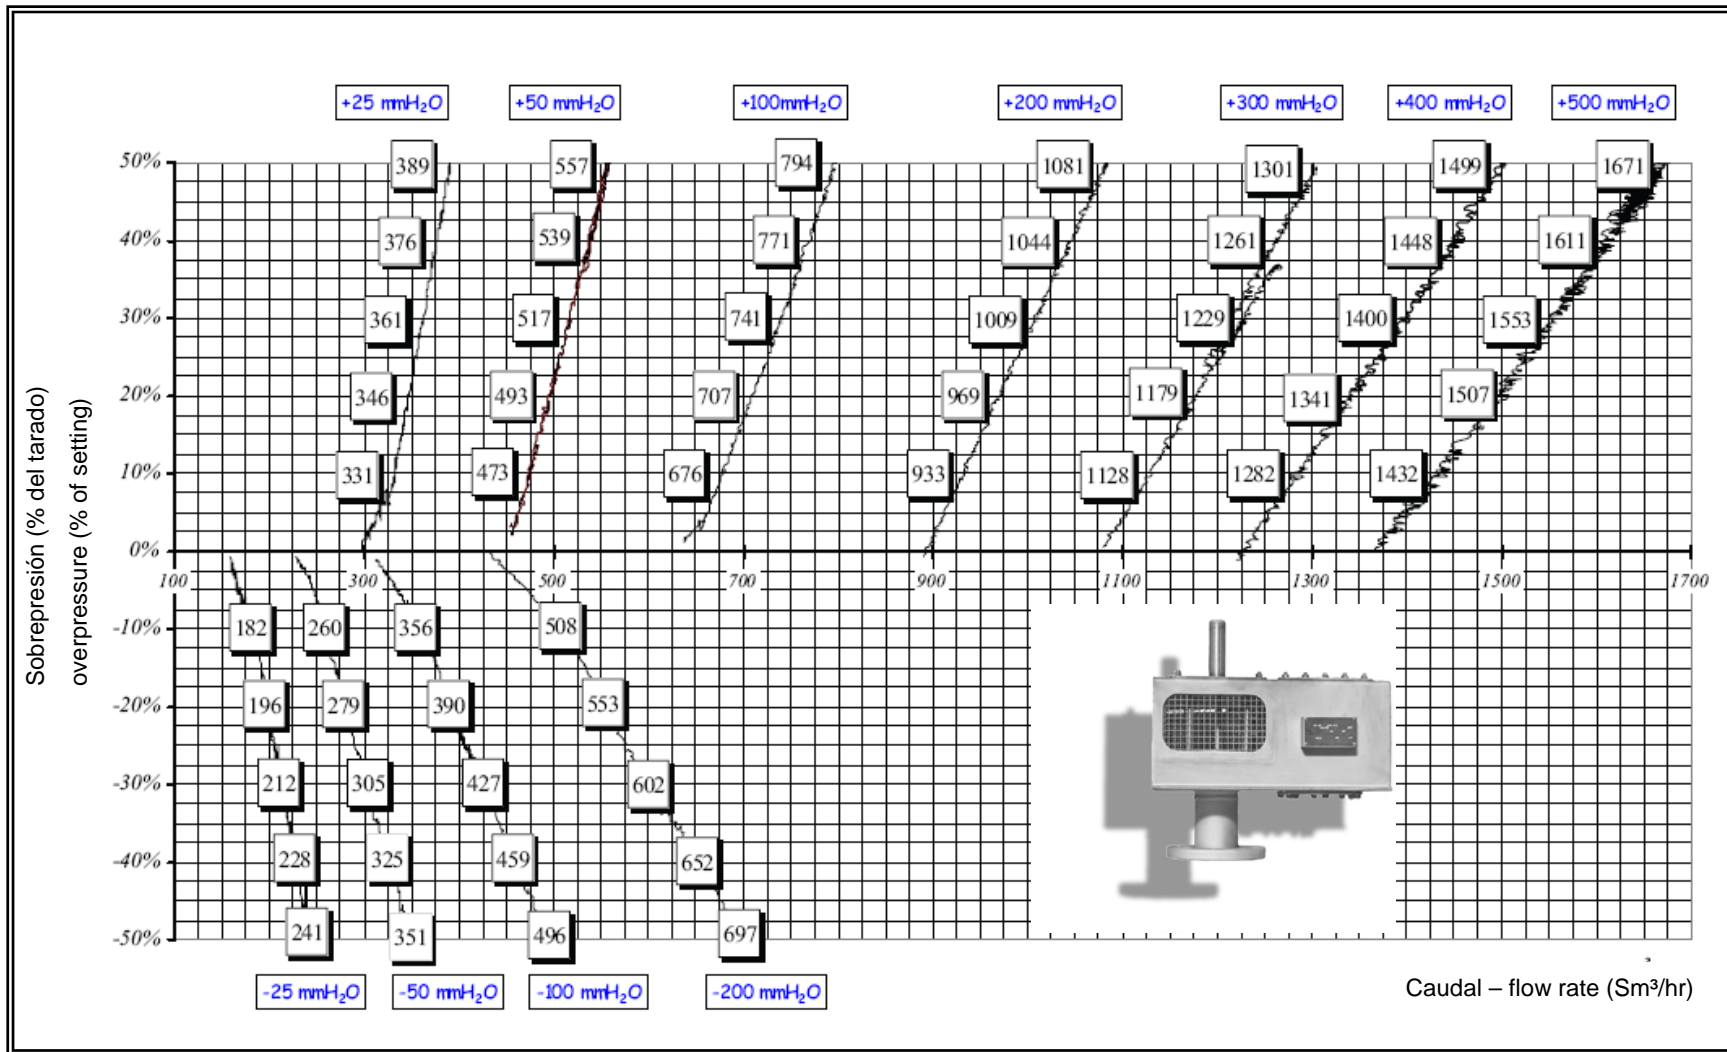 +25 mmH₂O +50 mmH₂O +100mmH₂O +200 mmH₂O +300 mmH₂O +400 mmH₂O +500 mmH₂O
50% 389 557 794 1081 1301 1499 1671
40% 376 539 771 1044 1261 1448 1611
30% 361 517 741 1009 1229 1400 1553
20% 346 493 707 969 1179 1341 1507
10% 331 473 676 933 1128 1282 1432
0%
100 300 500 700 900 1100 1300 1500 1700
-10% 182 260 356 508
-20% 196 279 390 553
-30% 212 305 427 602
-40% 228 325 459 652
-50% 241 351 496 697
-25 mmH₂O -50 mmH₂O -100 mmH₂O -200 mmH₂O
Sobrepresión (% del tarado)
overpressure (% of setting)
Caudal – flow rate (Sm³/hr)